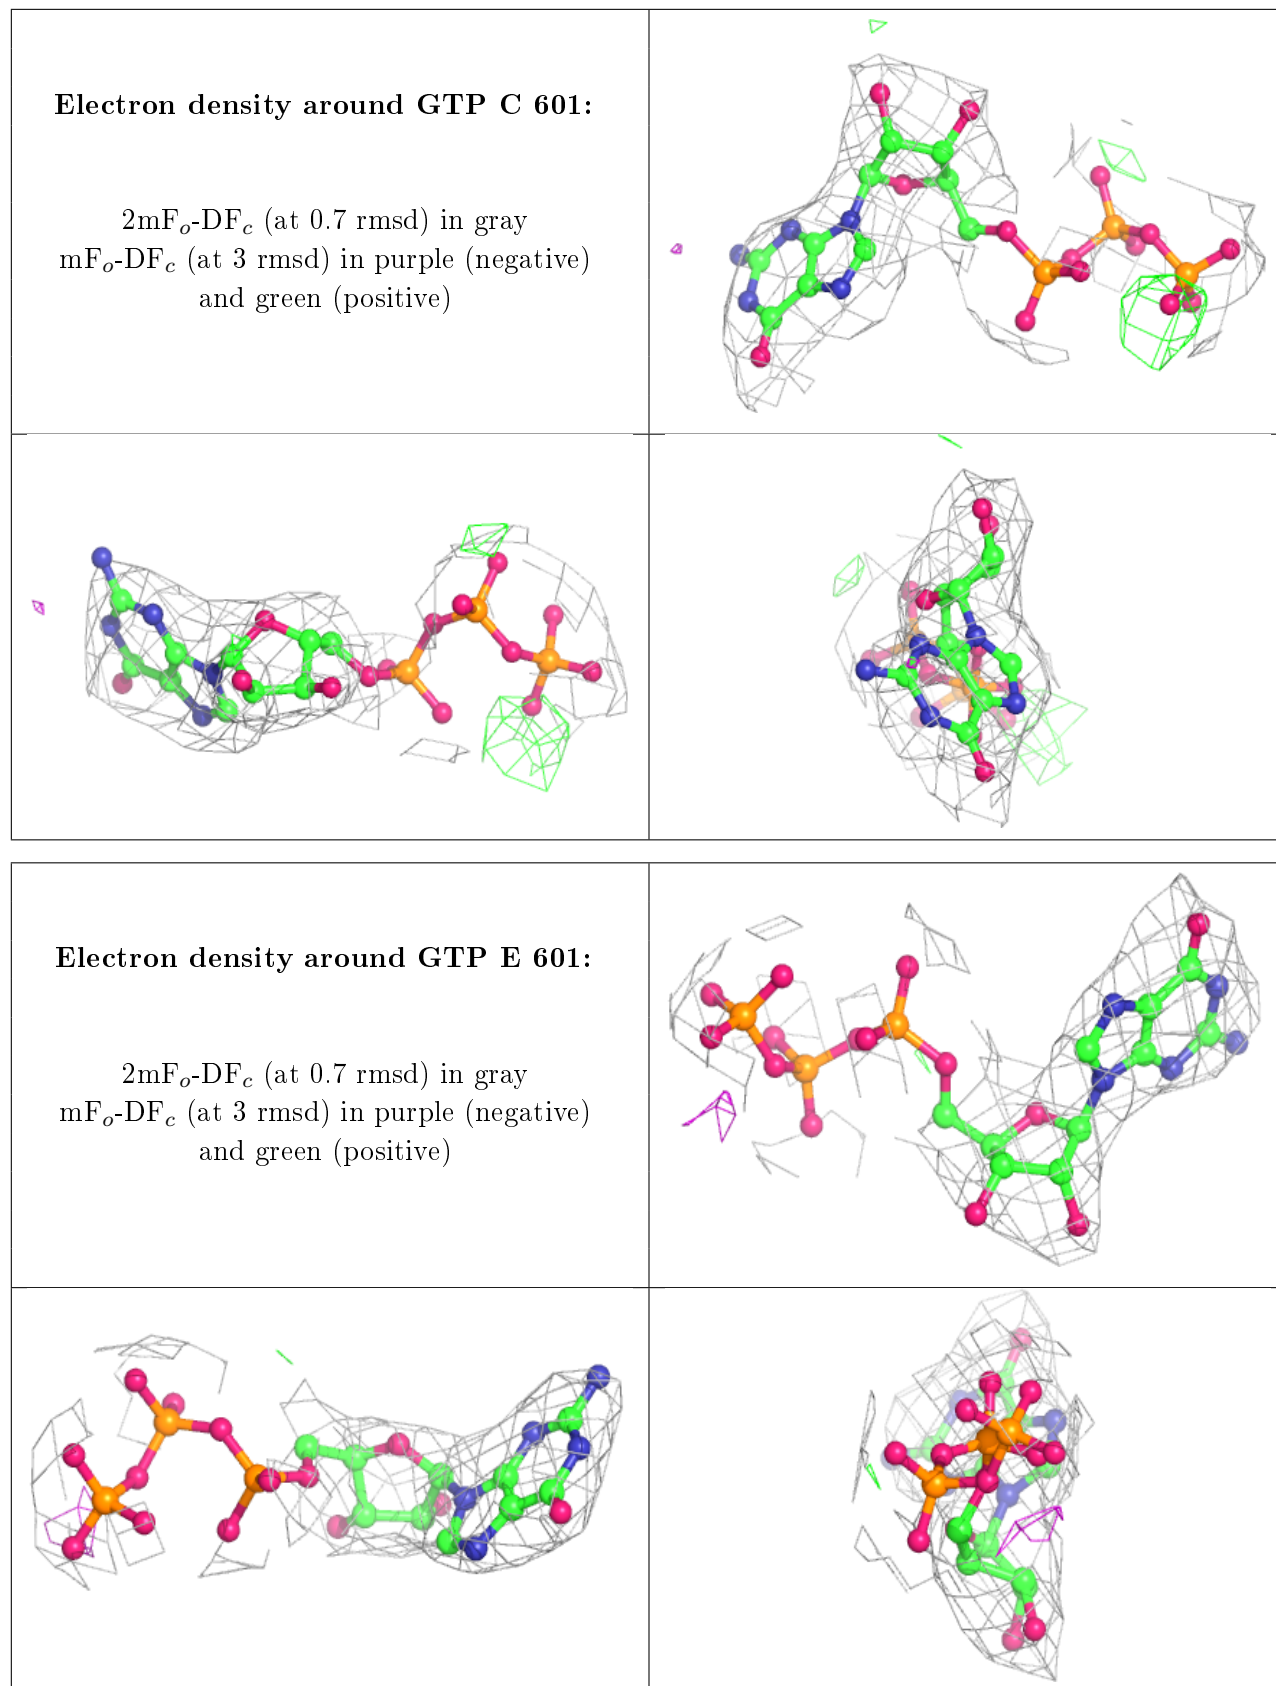 Electron density around GTP C 601:
2mFo-DFc (at 0.7 rmsd) in gray
mFo-DFc (at 3 rmsd) in purple (negative)
and green (positive)
Electron density around GTP E 601:
2mFo-DFc (at 0.7 rmsd) in gray
mFo-DFc (at 3 rmsd) in purple (negative)
and green (positive)